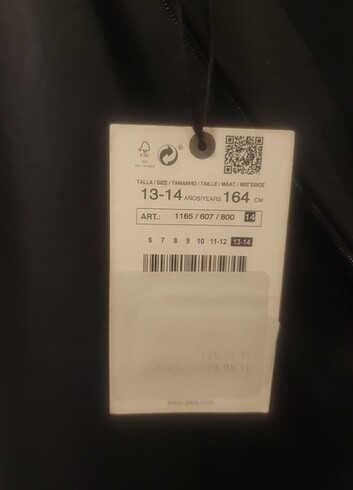 FSC
®
TALLA / SIZE / TAMANHO / TAILLE / MAAT /
13-14 AÑOS/YEARS 164 CM
ART.: 1165 / 607 / 800 14
6 7 8 9 10 11-12 13-14
www.zara.com